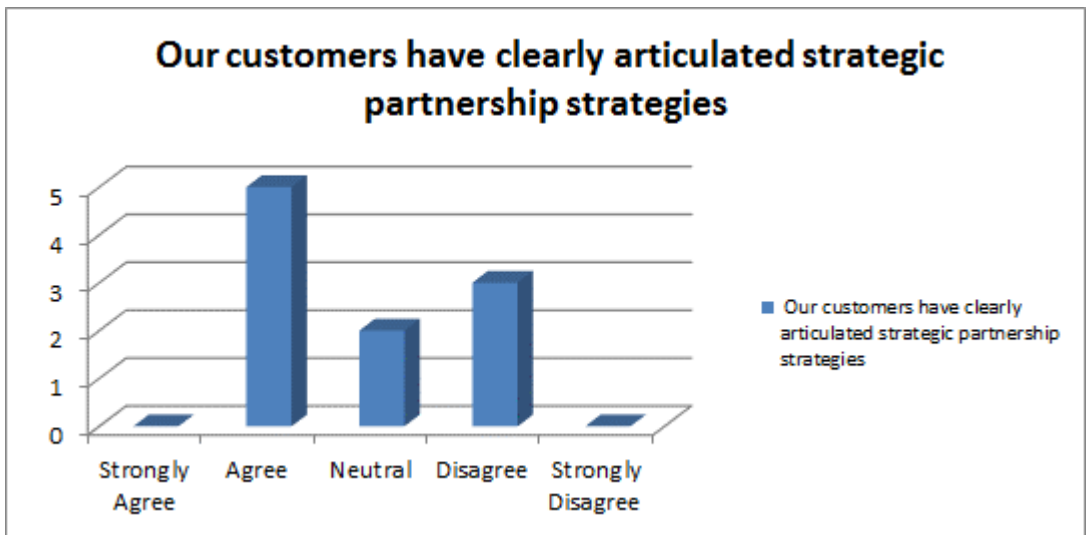 Our customers have clearly articulated strategic
partnership strategies
5
4
3
2
1
0
Strongly
Agree
Agree
Neutral
Disagree
Strongly
Disagree
Our customers have clearly
articulated strategic partnership
strategies